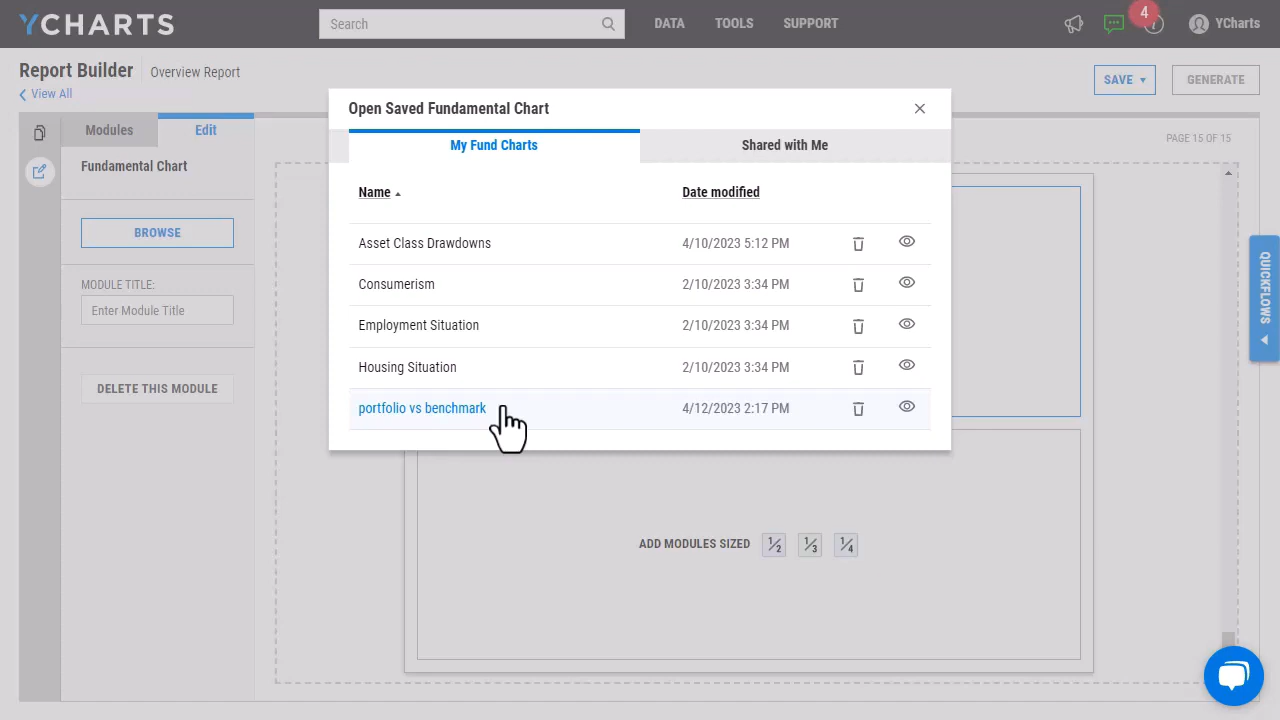 YCHARTS
Search
DATA TOOLS SUPPORT
4
YCharts
Report Builder Overview Report
View All
SAVE GENERATE
Modules Edit
PAGE 15 OF 15
Fundamental Chart
BROWSE
MODULE TITLE:
Enter Module Title
DELETE THIS MODULE
Open Saved Fundamental Chart
My Fund Charts Shared with Me
Name Date modified
Asset Class Drawdowns 4/10/2023 5:12 PM
Consumerism 2/10/2023 3:34 PM
Employment Situation 2/10/2023 3:34 PM
Housing Situation 2/10/2023 3:34 PM
portfolio vs benchmark 4/12/2023 2:17 PM
QUICKFLOWS
ADD MODULES SIZED 1/2 1/3 1/4